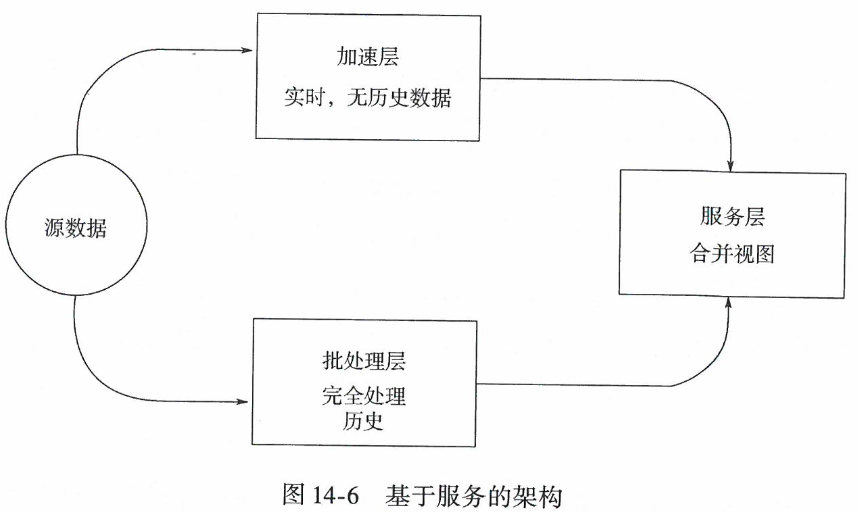 加速层
实时，无历史数据
源数据
服务层
合并视图
批处理层
完全处理
历史
图 14-6 基于服务的架构